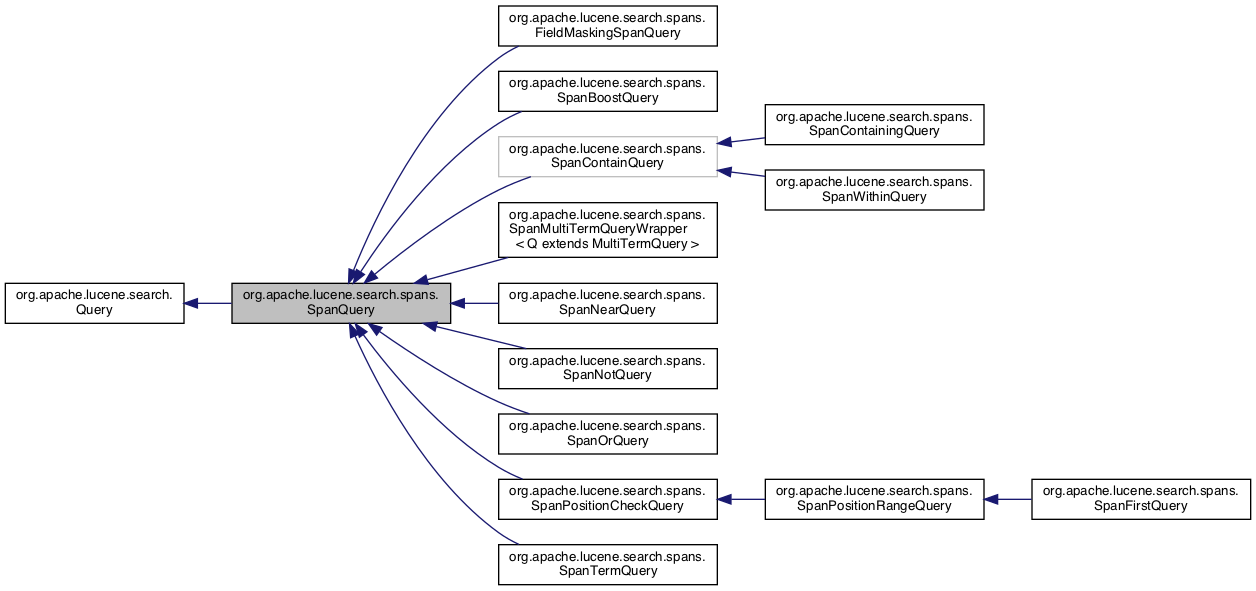 org.apache.lucene.search.spans.
FieldMaskingSpanQuery
org.apache.lucene.search.spans.
SpanBoostQuery
org.apache.lucene.search.spans.
SpanContainingQuery
org.apache.lucene.search.spans.
SpanContainQuery
org.apache.lucene.search.spans.
SpanWithinQuery
org.apache.lucene.search.spans.
SpanMultiTermQueryWrapper
< Q extends MultiTermQuery >
org.apache.lucene.search.
Query
org.apache.lucene.search.spans.
SpanQuery
org.apache.lucene.search.spans.
SpanNearQuery
org.apache.lucene.search.spans.
SpanNotQuery
org.apache.lucene.search.spans.
SpanOrQuery
org.apache.lucene.search.spans.
SpanPositionCheckQuery
org.apache.lucene.search.spans.
SpanPositionRangeQuery
org.apache.lucene.search.spans.
SpanFirstQuery
org.apache.lucene.search.spans.
SpanTermQuery